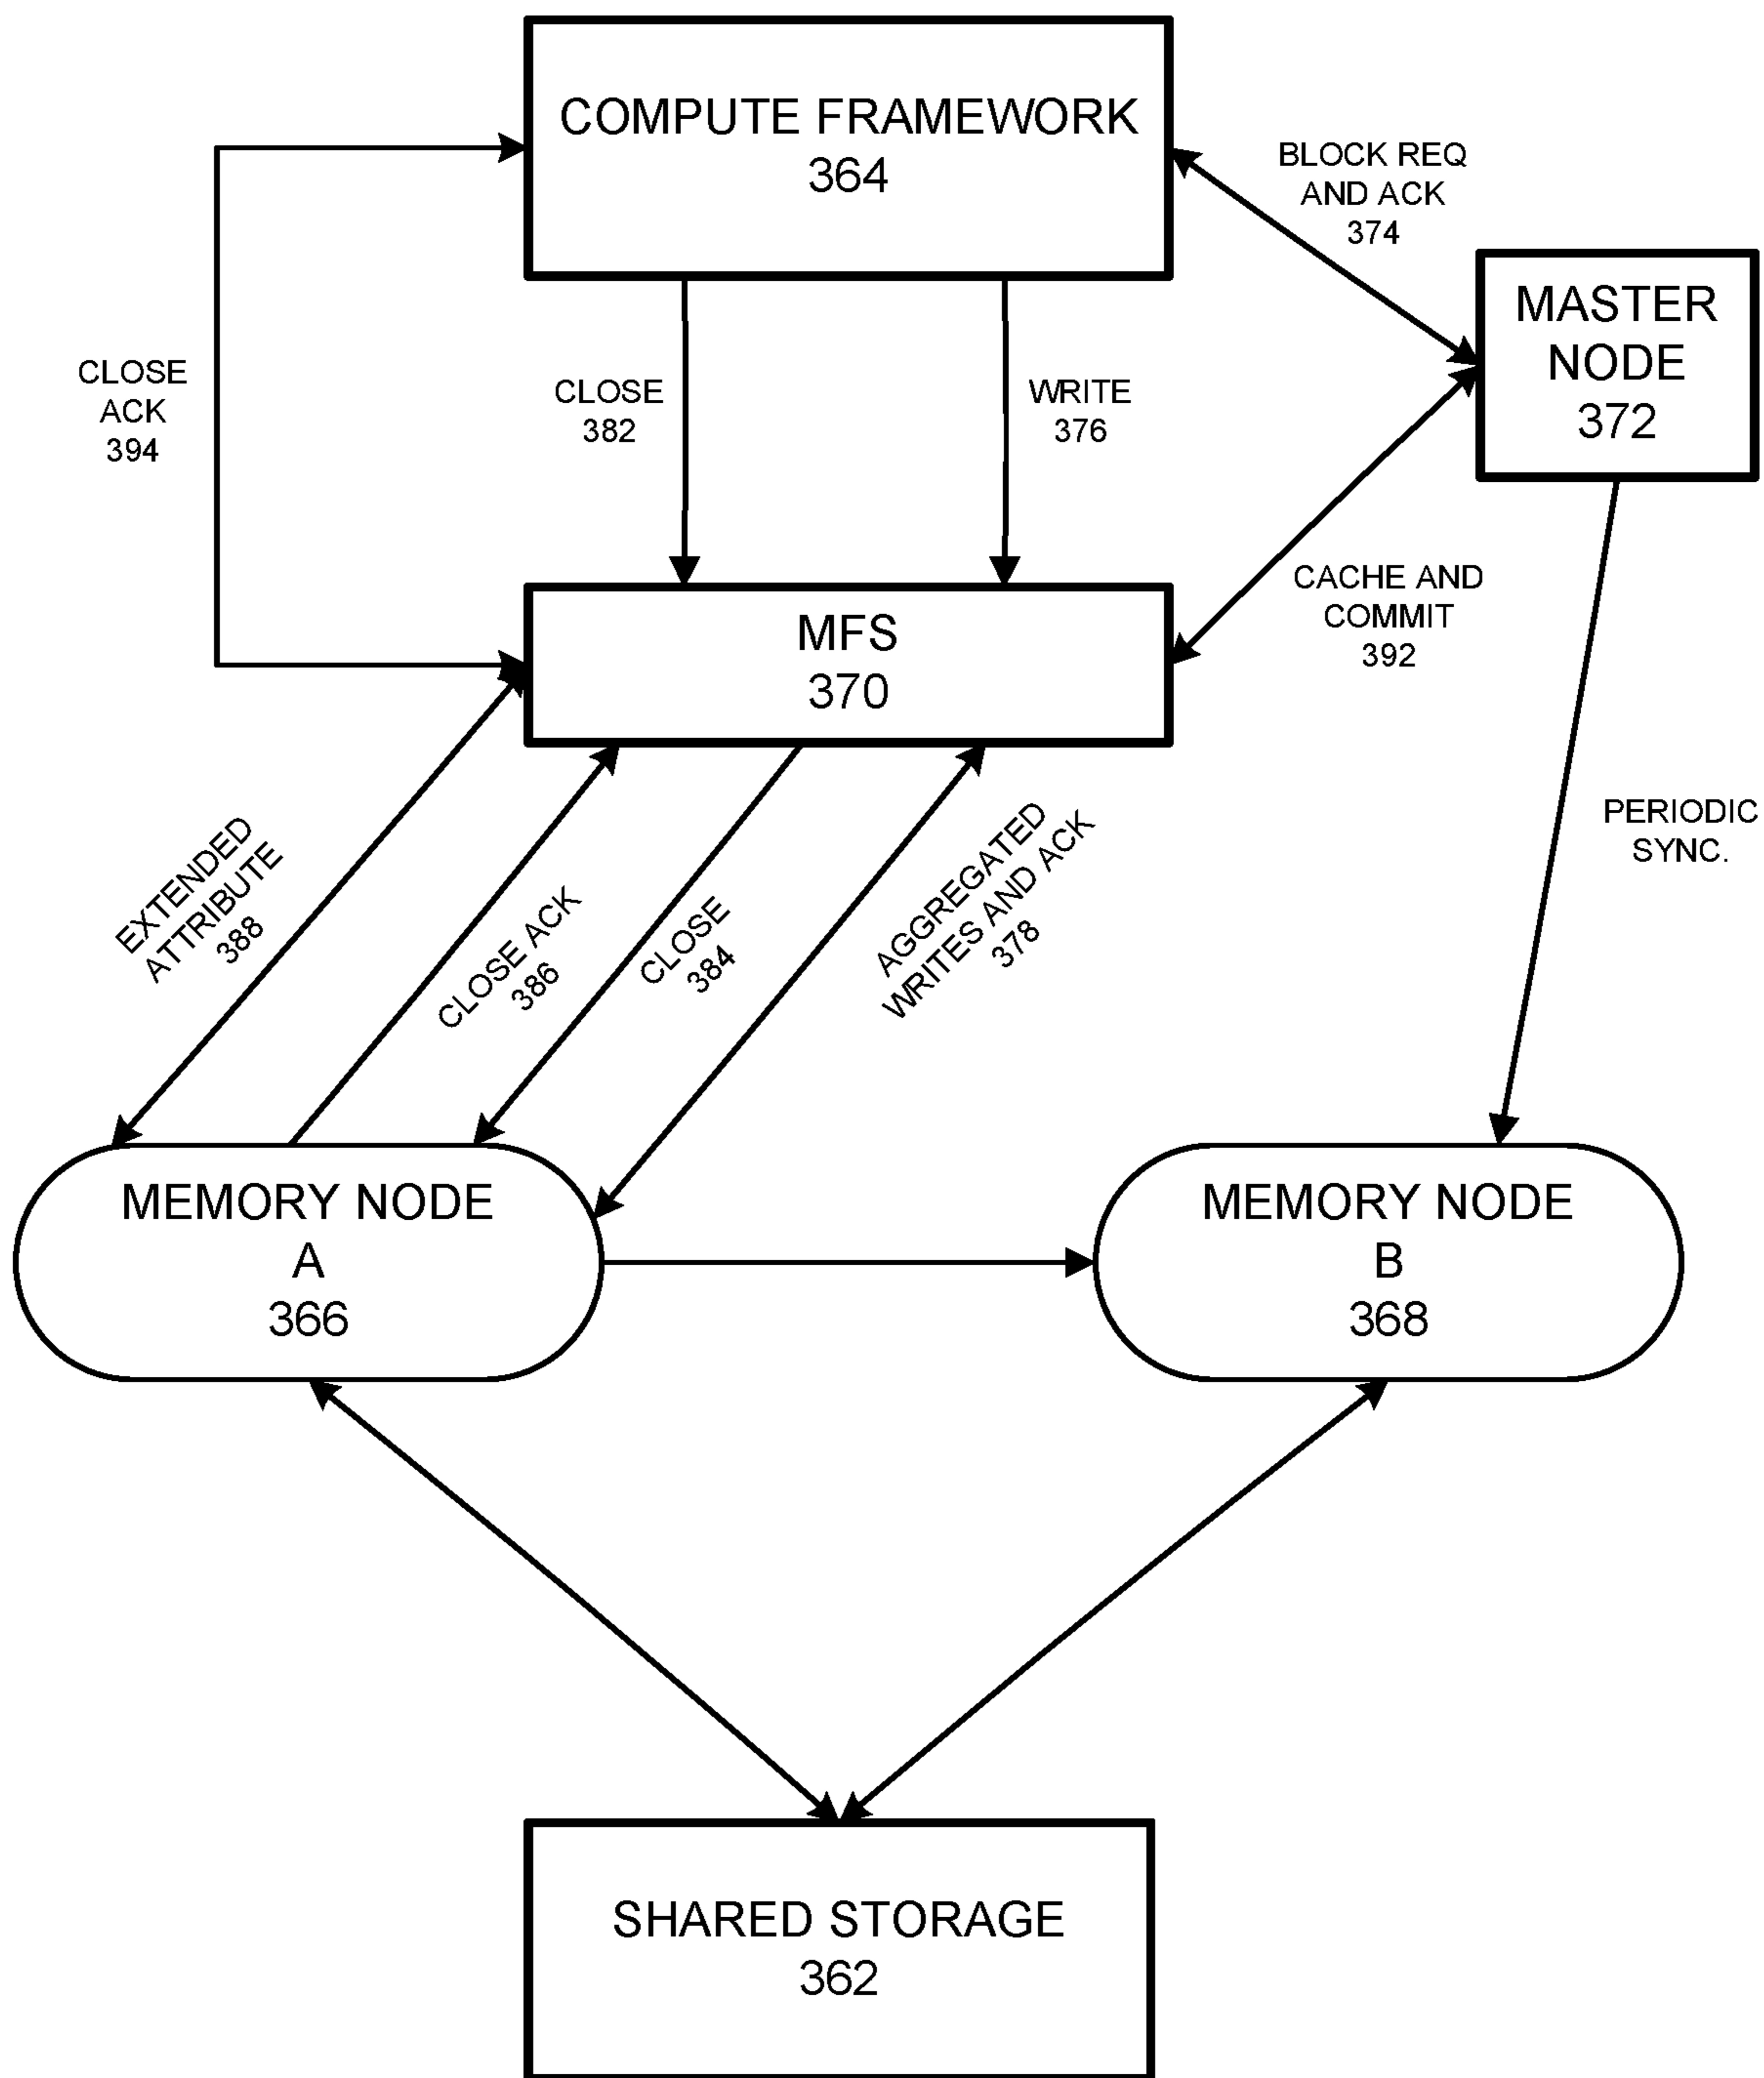 COMPUTE FRAMEWORK
364
BLOCK REQ
AND ACK
374
MASTER
NODE
372
CLOSE
ACK
394
CLOSE
382
WRITE
376
CACHE AND
COMMIT
392
MFS
370
PERIODIC
SYNC.
EXTENDED
ATTRIBUTE
388
CLOSE ACK
386
CLOSE
384
AGGREGATED
WRITES AND ACK
378
MEMORY NODE
A
366
MEMORY NODE
B
368
SHARED STORAGE
362